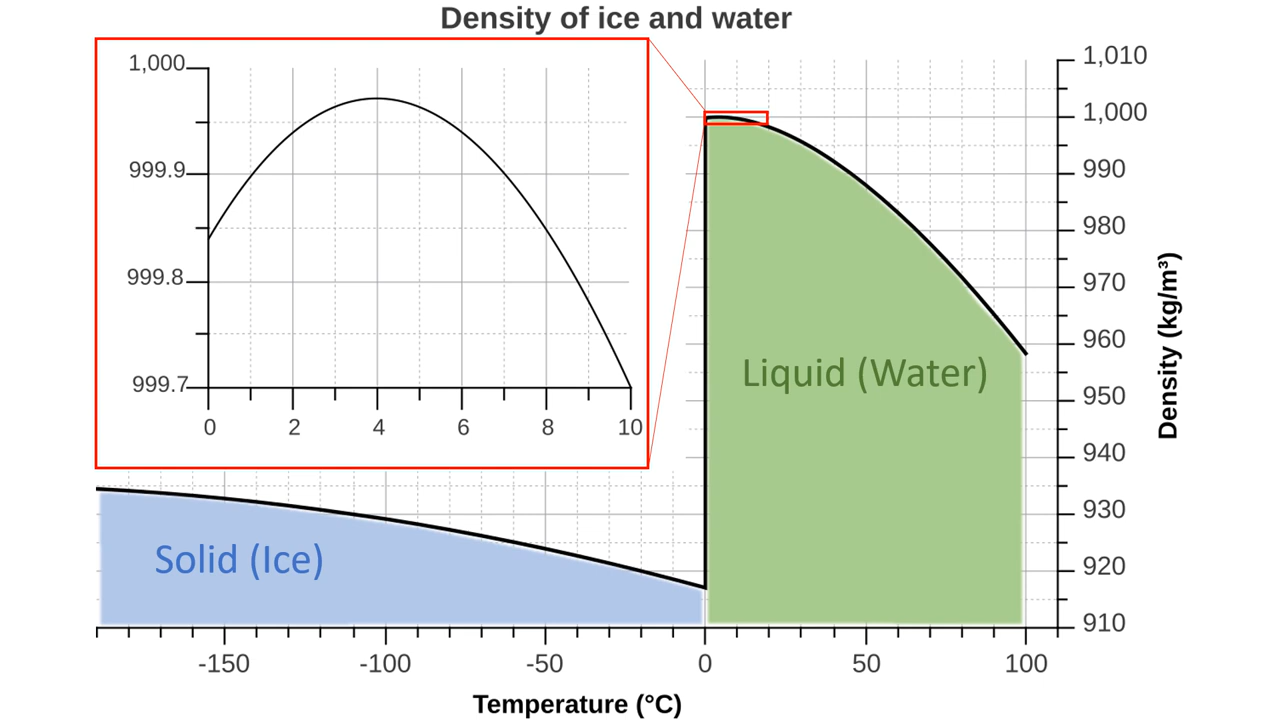 Density of ice and water
1,000
999.9
999.8
999.7
0 2 4 6 8 10
1,010
1,000
990
980
970
960
950
940
930
920
910
Density (kg/m³)
Liquid (Water)
Solid (Ice)
-150 -100 -50 0 50 100
Temperature (°C)